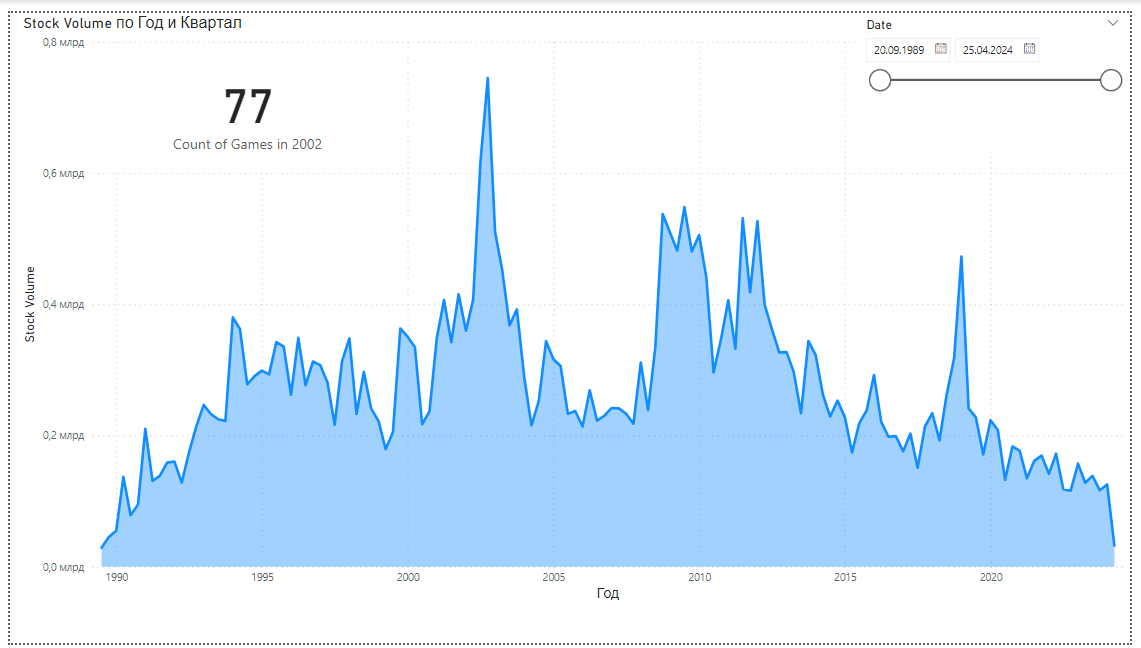 Stock Volume по Год и Квартал
Date
20.09.1989
25.04.2024
77
Count of Games in 2002
0,8 млрд
0,6 млрд
0,4 млрд
0,2 млрд
0,0 млрд
Stock Volume
1990
1995
2000
2005
2010
2015
2020
Год